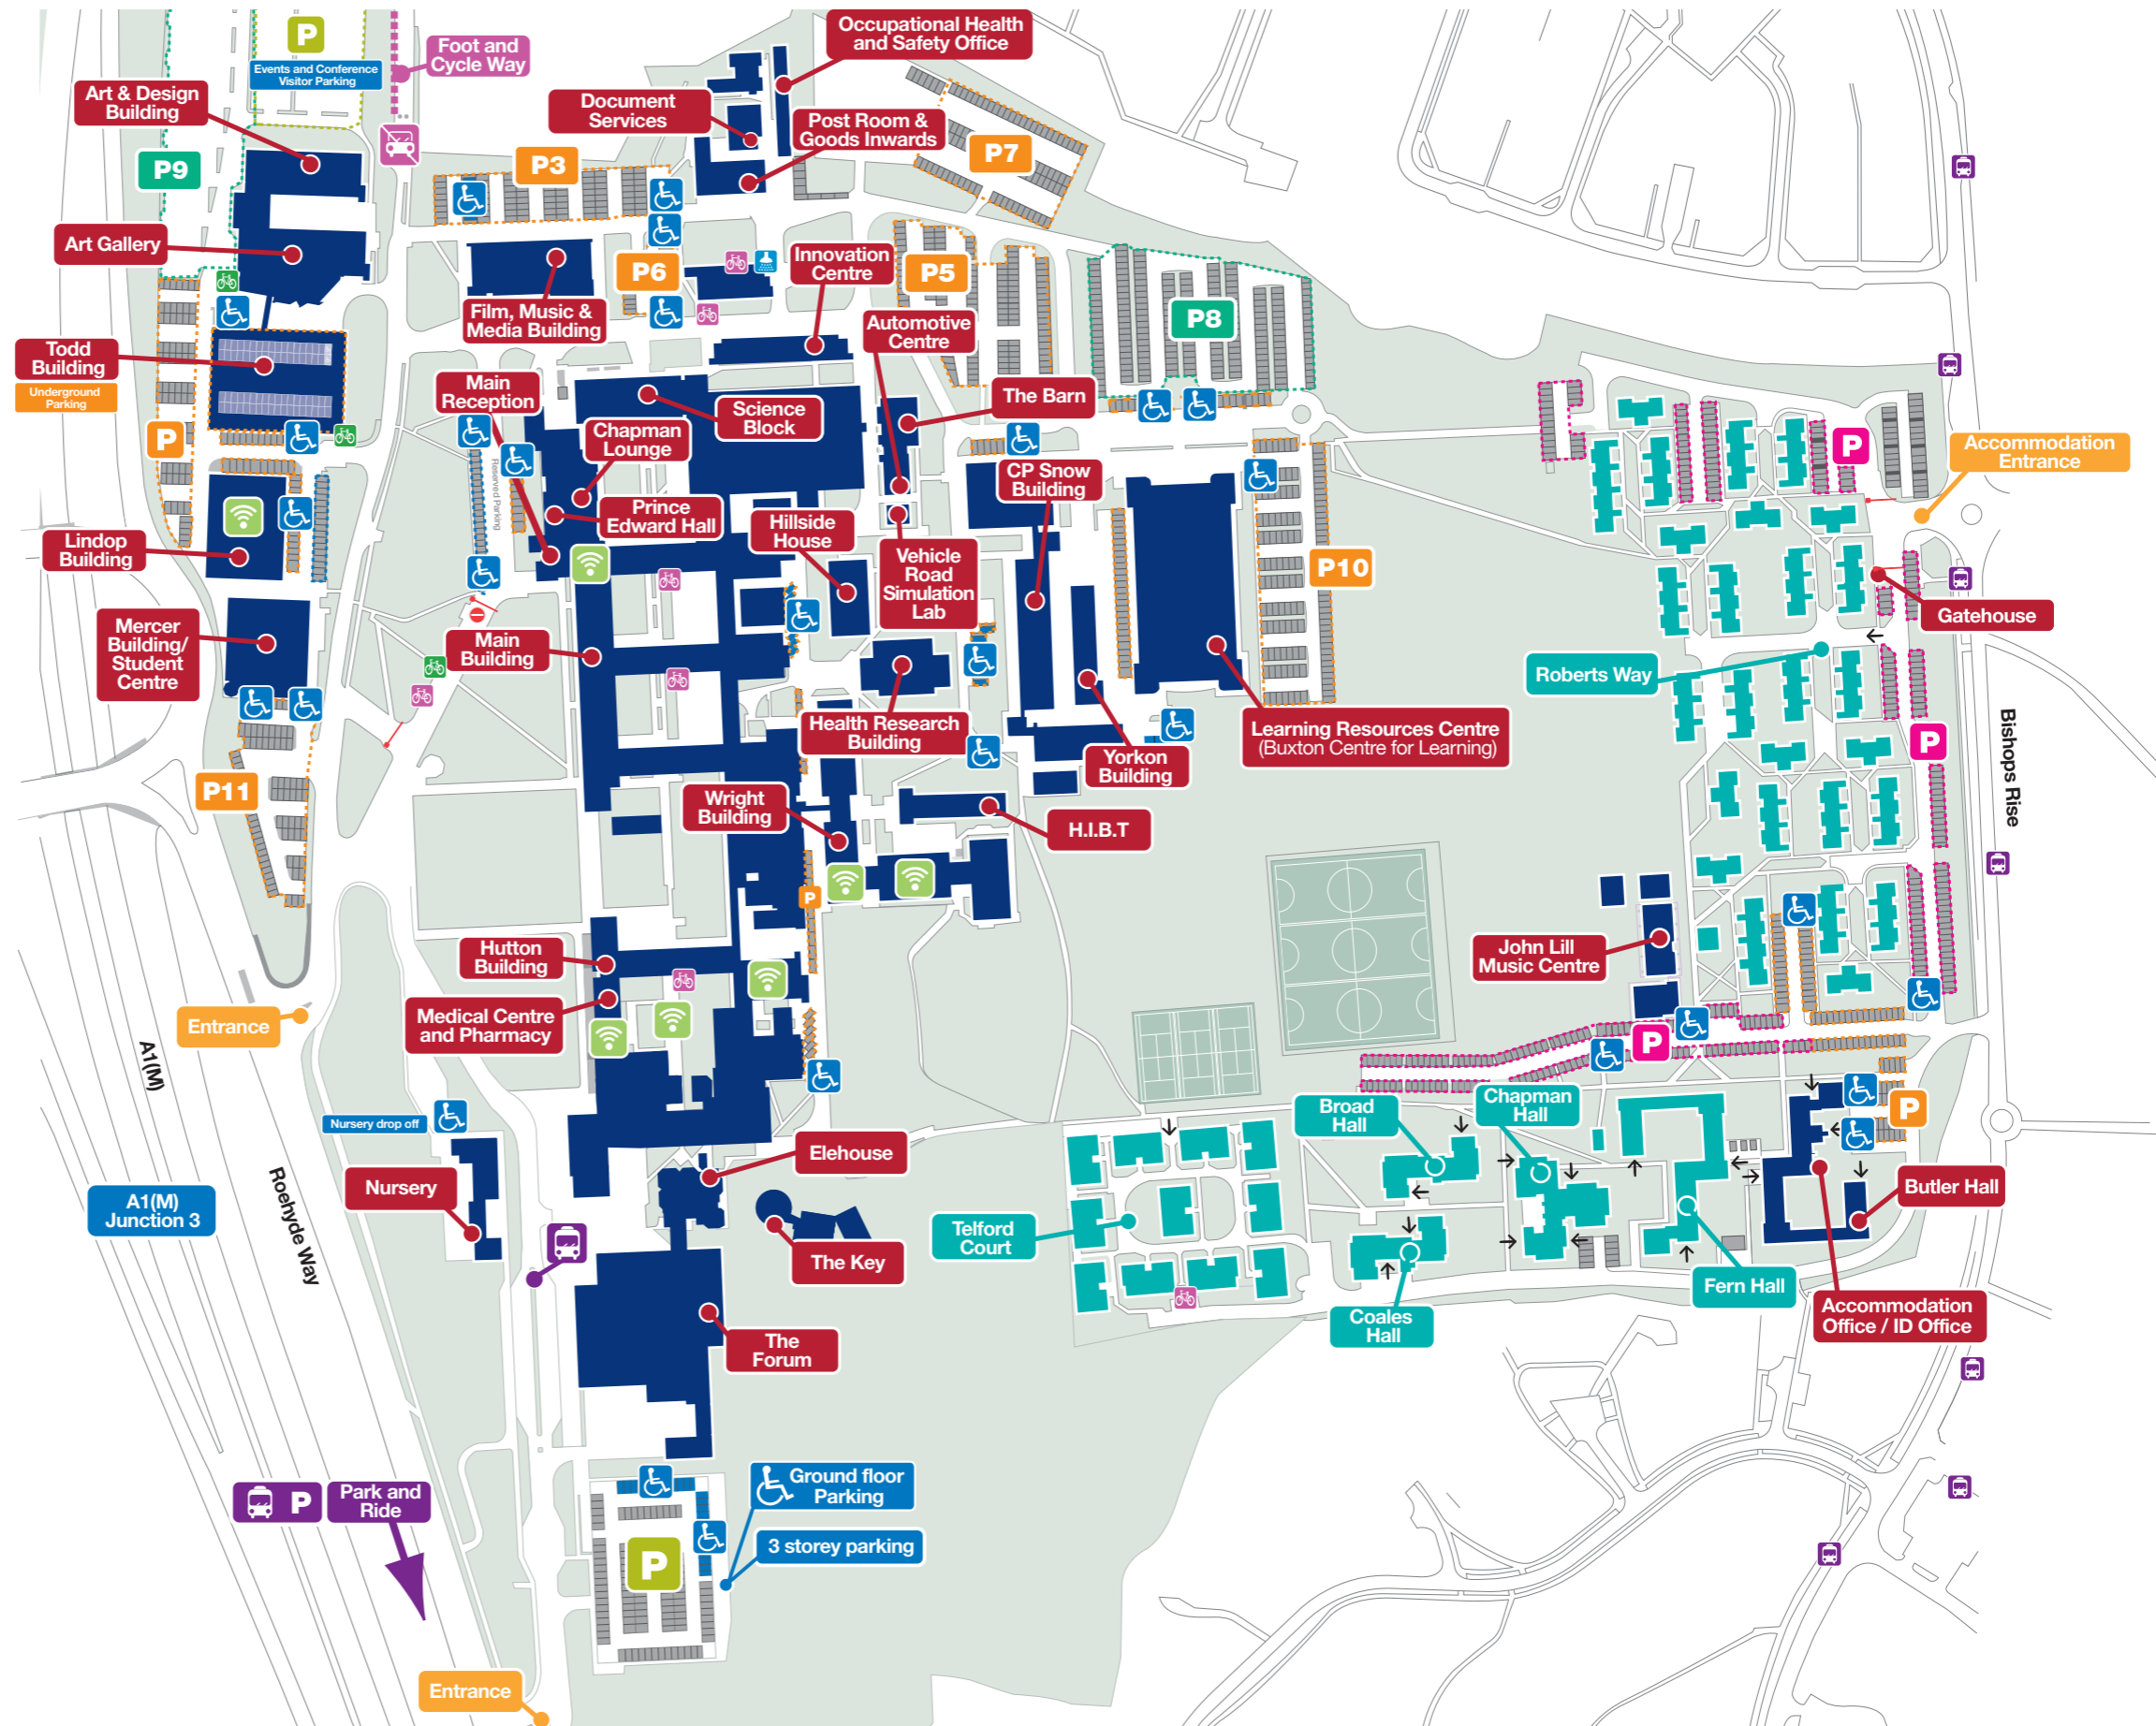 Occupational Health
and Safety Office
P
Foot and
Cycle Way
Events and Conference
Visitor Parking
Art & Design
Building
Document
Services
Post Room &
Goods Inwards
P7
P3
P9
Art Gallery
Innovation
Centre
P6
P5
Film, Music &
Media Building
Automotive
Centre
P8
Todd
Building
Underground
Parking
Main
Reception
The Barn
Science
Block
Chapman
Lounge
P
P
Accommodation
Entrance
Reserved Parking
CP Snow
Building
Prince
Edward Hall
Hillside
House
Lindop
Building
Vehicle
Road
Simulation
Lab
P10
Gatehouse
Mercer
Building/
Student
Centre
Main
Building
Roberts Way
Health Research
Building
Learning Resources Centre
(Buxton Centre for Learning)
P
Bishops Rise
Yorkon
Building
P11
Wright
Building
H.I.B.T
P
Hutton
Building
John Lill
Music Centre
Medical Centre
and Pharmacy
Entrance
P
A1(M)
Nursery drop off
Broad
Hall
Chapman
Hall
P
Elehouse
Nursery
Roehyde Way
A1(M)
Junction 3
Butler Hall
Telford
Court
The Key
Fern Hall
Coales
Hall
Accommodation
Office / ID Office
The
Forum
P
Park and
Ride
Ground floor
Parking
3 storey parking
P
Entrance